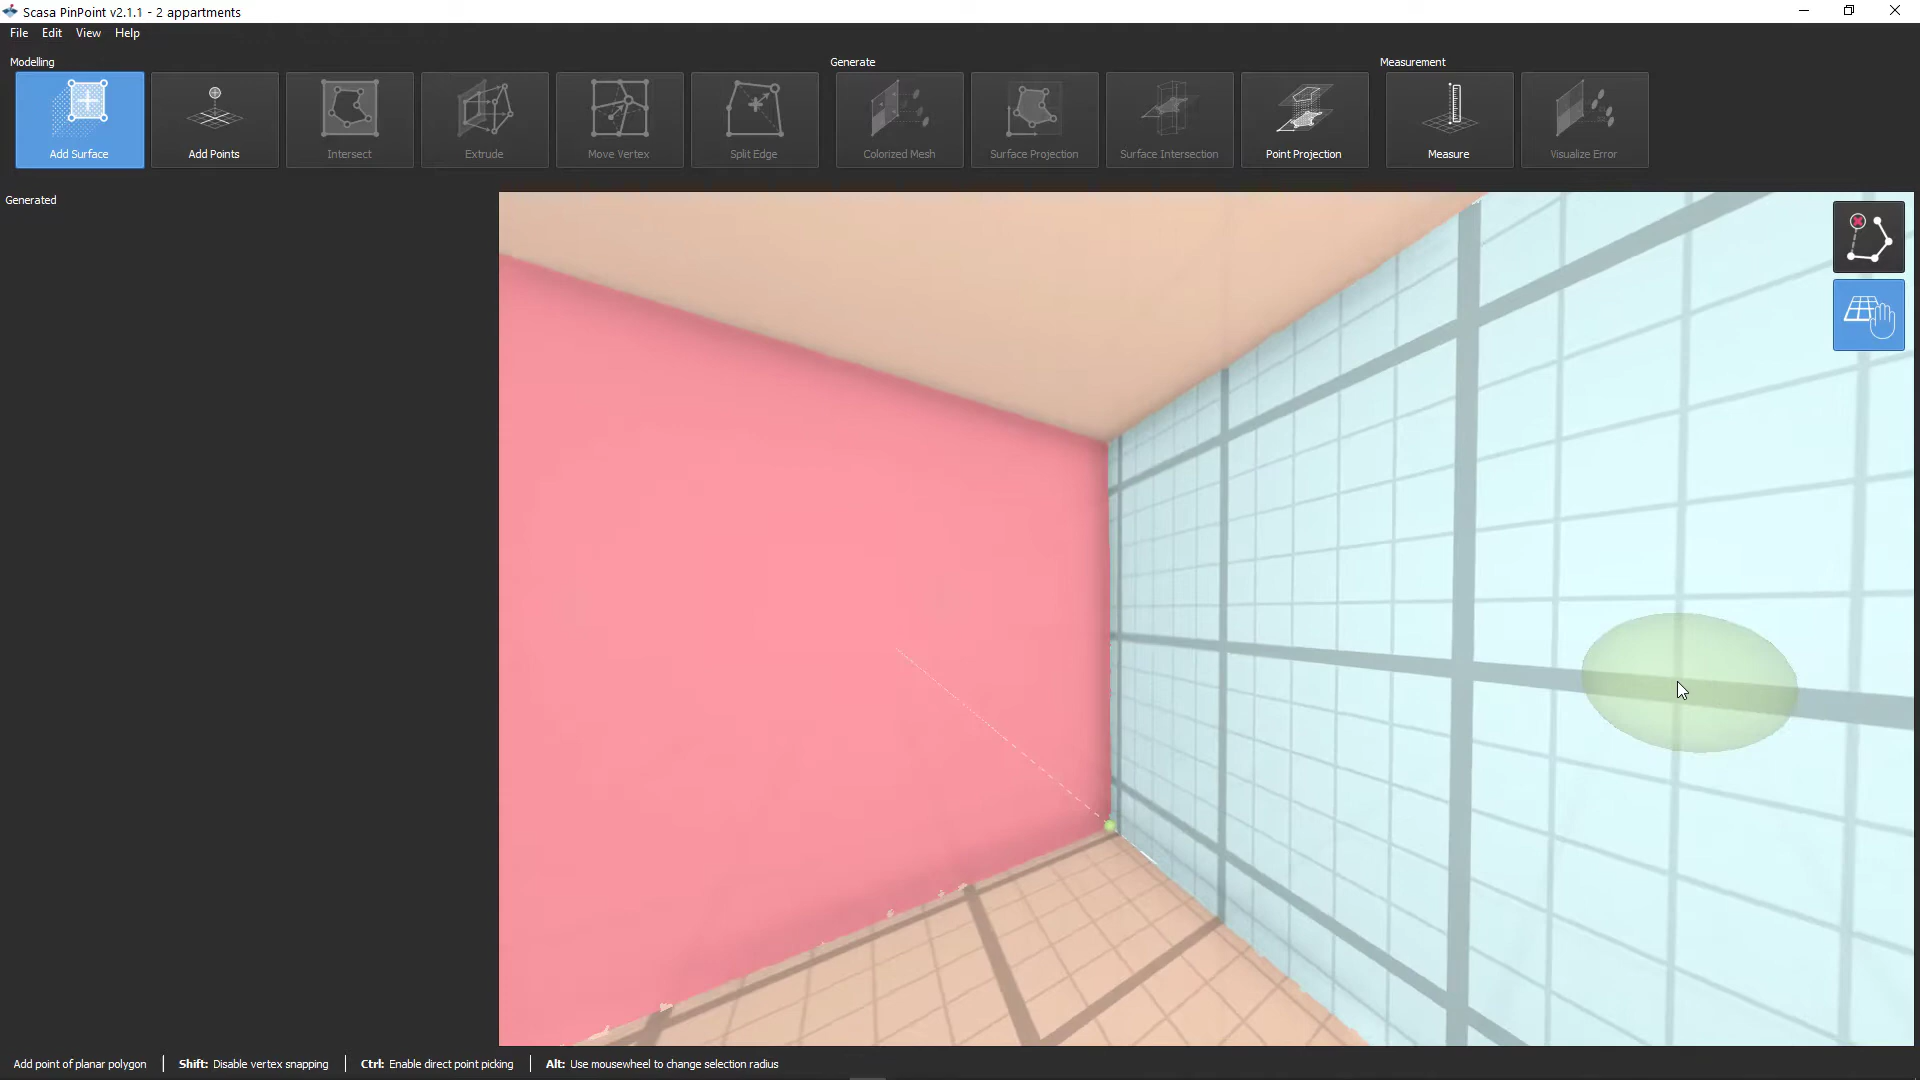 Scasa PinPoint v2.1.1 - 2 appartments
File Edit View Help
Modelling Generate Measurement
Add Surface Add Points Intersect Extrude Move Vertex Split Edge Colorized Mesh Surface Projection Surface Intersection Point Projection Measure Visualize Error
Generated
Add point of planar polygon Shift: Disable vertex snapping Ctrl: Enable direct point picking Alt: Use mousewheel to change selection radius